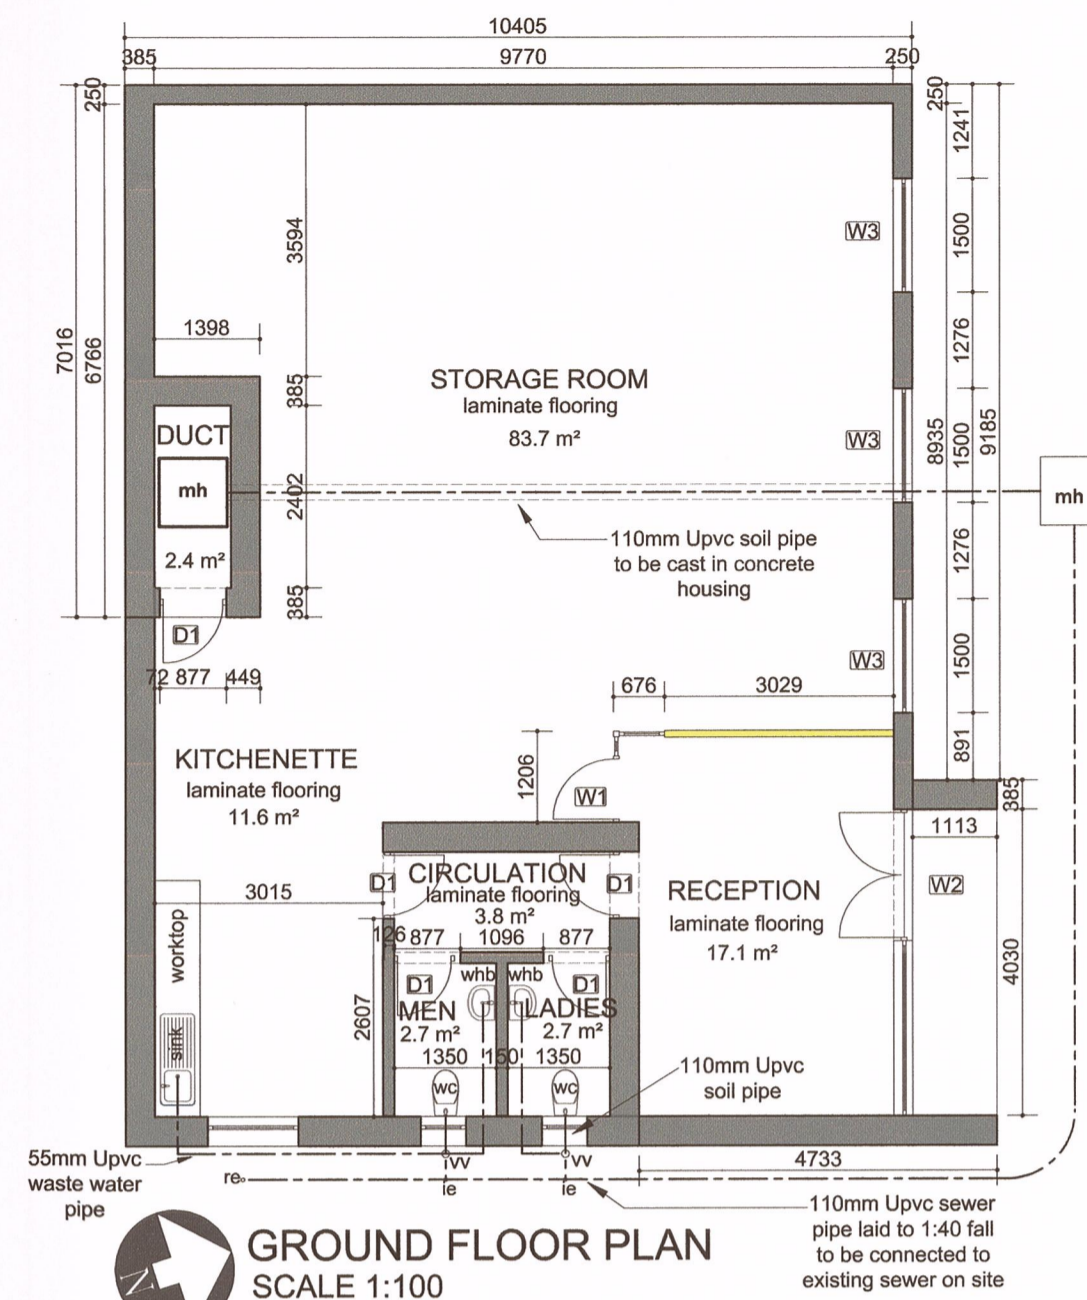 10405
385
9770
250
250
7016
6766
3594
1398
385
2402
385
250
1241
1500
1276
1500
1276
1500
891
8935
9185
W3
W3
W3
STORAGE ROOM
laminate flooring
83.7 m²
DUCT
mh
2.4 m²
D1
72 877 449
mh
110mm Upvc soil pipe
to be cast in concrete
housing
676
3029
1206
W1
KITCHENETTE
laminate flooring
11.6 m²
385
1113
W2
4030
D1
CIRCULATION
laminate flooring
3.8 m²
D1
3015
126 877 1096 877
RECEPTION
laminate flooring
17.1 m²
worktop
sink
2607
D1
whb
whb
D1
MEN
2.7 m²
LADIES
2.7 m²
1350 150 1350
wc
wc
110mm Upvc
soil pipe
55mm Upvc
waste water
pipe
vv
vv
re
ie
ie
4733
110mm Upvc sewer
pipe laid to 1:40 fall
to be connected to
existing sewer on site
N
GROUND FLOOR PLAN
SCALE 1:100